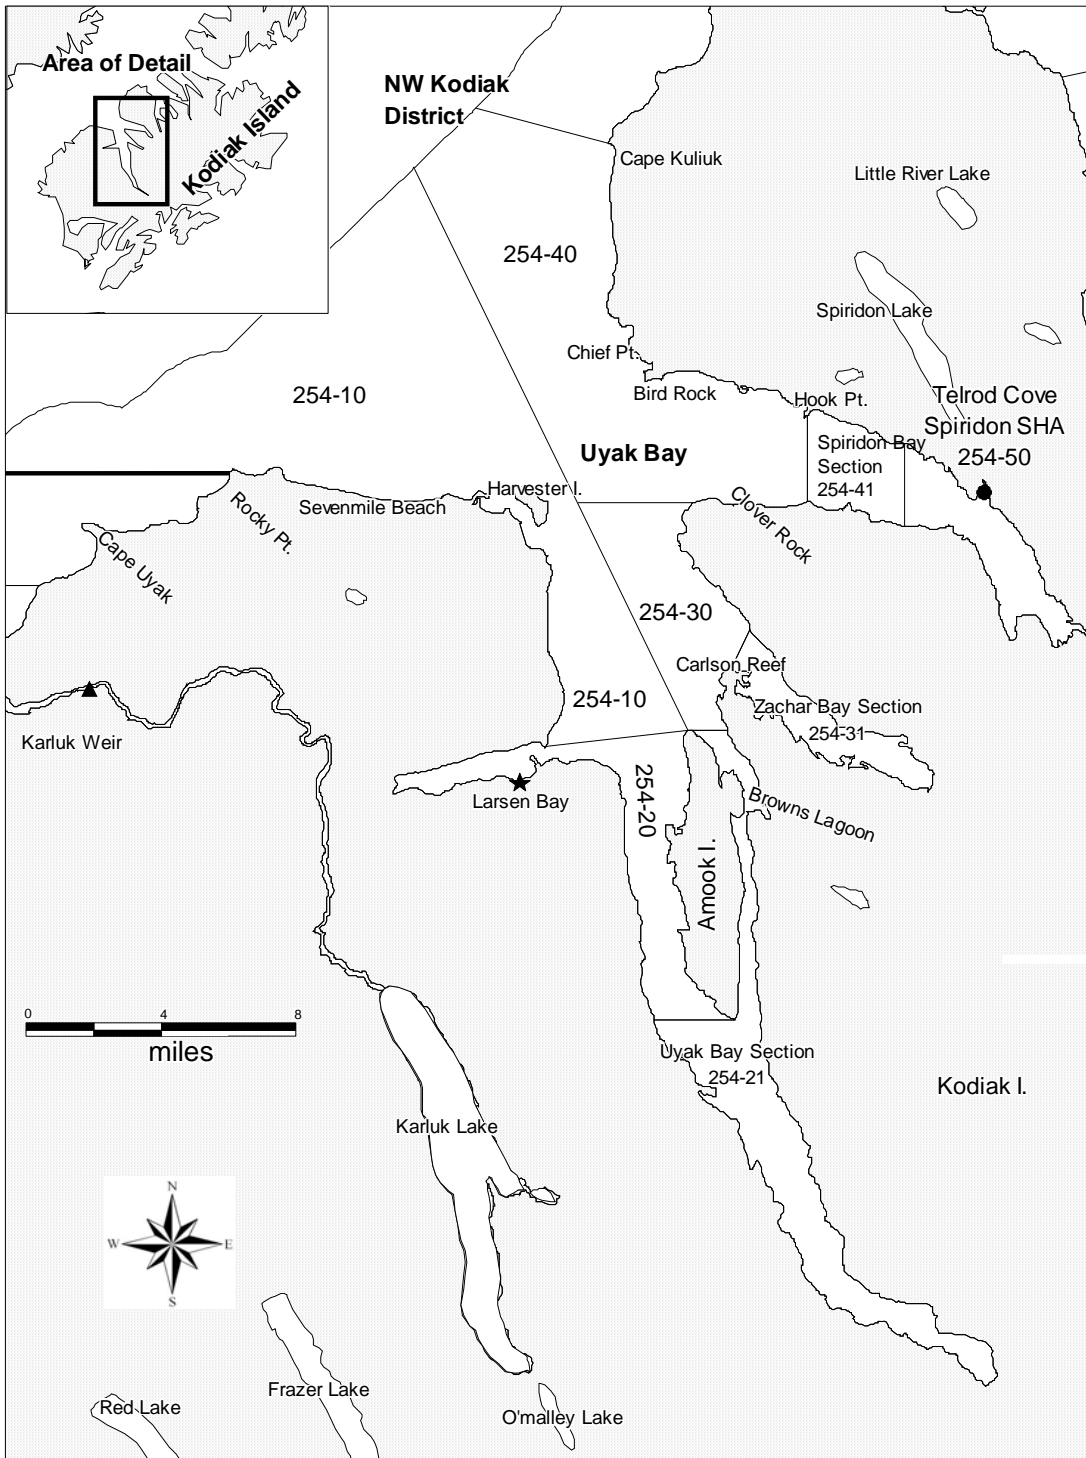 Area of Detail
Kodiak Island
NW Kodiak
District
Cape Kuliuk
Little River Lake
254-40
Spiridon Lake
Chief Pt.
Bird Rock
Hook Pt.
254-10
Telrod Cove
Spiridon SHA
254-50
Uyak Bay
Spiridon Bay
Section
254-41
Harvester I.
Sevenmile Beach
Rocky Pt.
Clover Rock
Cape Uyak
254-30
Carlson Reef
254-10
Zachar Bay Section
254-31
Karluk Weir
Larsen Bay
254-20
Browns Lagoon
Amook I.
0 4 8
miles
Uyak Bay Section
254-21
Kodiak I.
Karluk Lake
N
W E
S
Frazer Lake
Red Lake
O'malley Lake